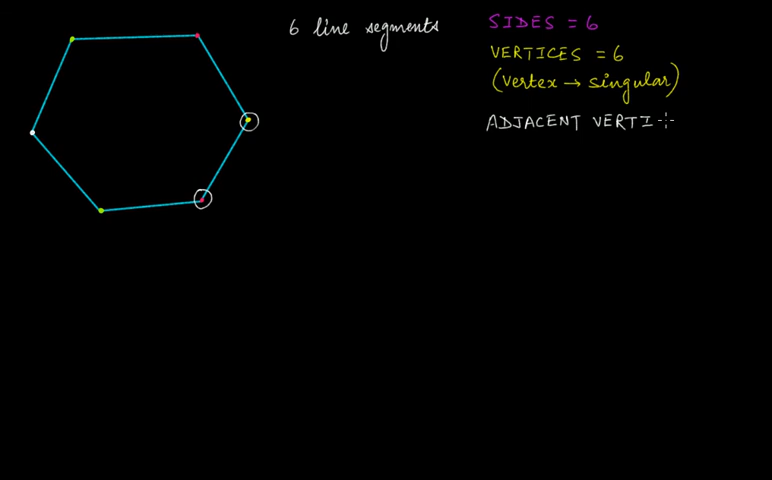 6 line segments
SIDES = 6
VERTICES = 6
(vertex → singular)
ADJACENT VERTI